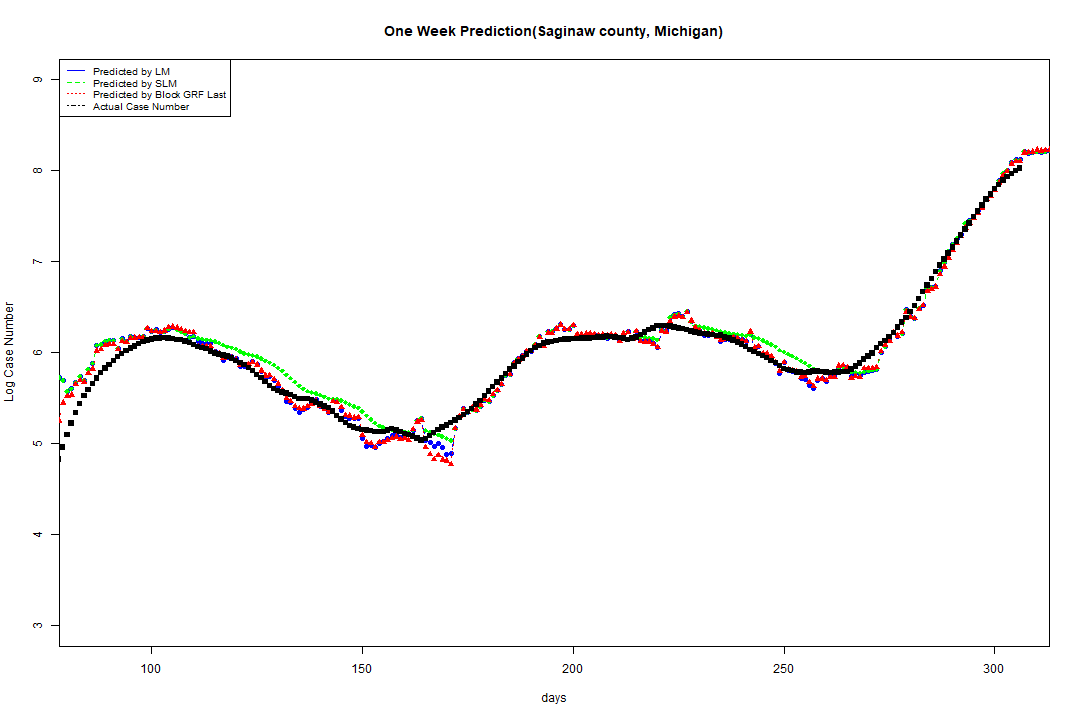 One Week Prediction(Saginaw county, Michigan)
Predicted by LM
Predicted by SLM
Predicted by Block GRF Last
Actual Case Number
9
8
7
6
5
4
3
Log Case Number
100 150 200 250 300
days